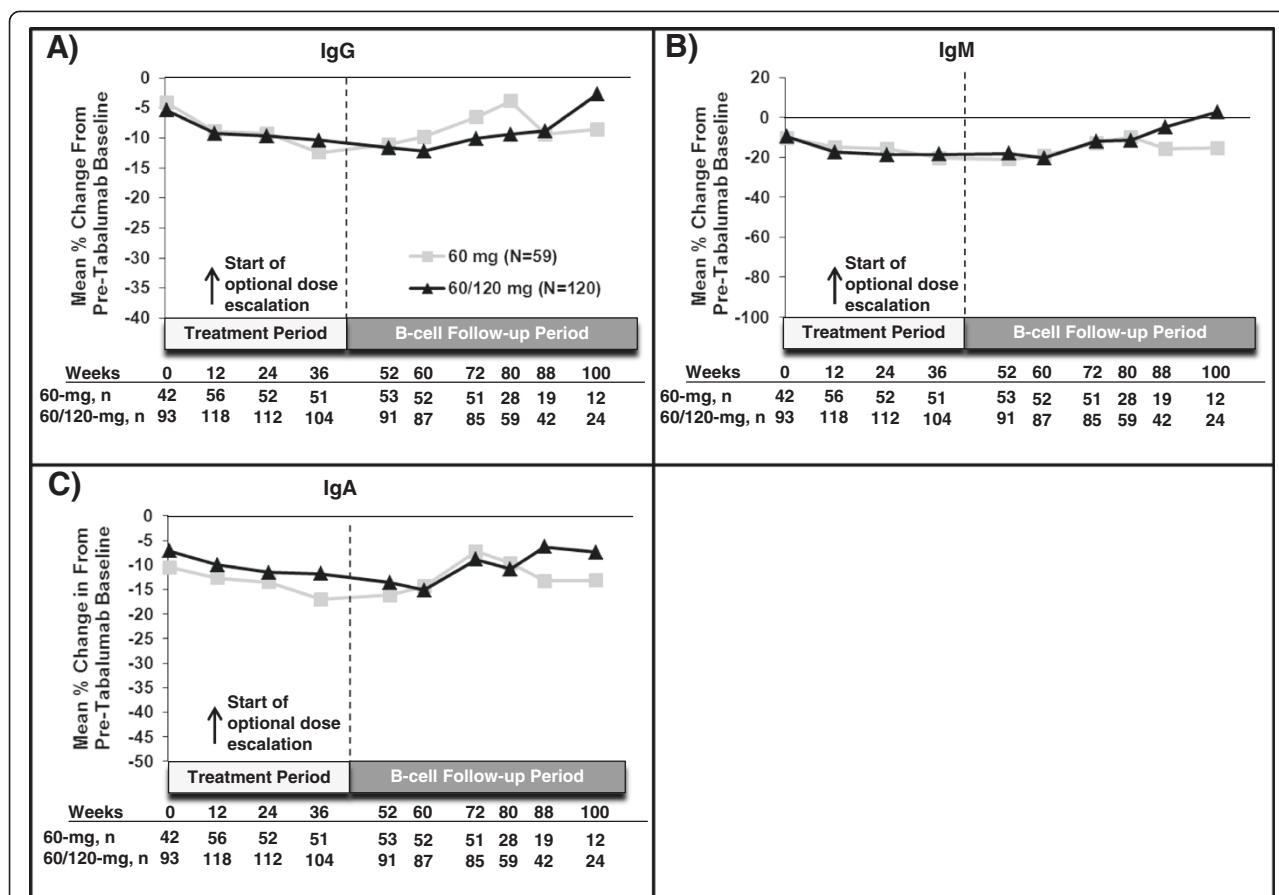 A)
IgG
Mean % Change From
Pre-Tabalumab Baseline
0
-5
-10
-15
-20
-25
-30
-35
-40
Start of
optional dose
escalation
60 mg (N=59)
60/120 mg (N=120)
Treatment Period B-cell Follow-up Period
Weeks 0 12 24 36 52 60 72 80 88 100
60-mg, n 42 56 52 51 53 52 51 28 19 12
60/120-mg, n 93 118 112 104 91 87 85 59 42 24
B)
IgM
Mean % Change From
Pre-Tabalumab Baseline
20
0
-20
-40
-60
-80
-100
Start of
optional dose
escalation
Treatment Period B-cell Follow-up Period
Weeks 0 12 24 36 52 60 72 80 88 100
60-mg, n 42 56 52 51 53 52 51 28 19 12
60/120-mg, n 93 118 112 104 91 87 85 59 42 24
C)
IgA
Mean % Change in From
Pre-Tabalumab Baseline
0
-5
-10
-15
-20
-25
-30
-35
-40
-45
-50
Start of
optional dose
escalation
Treatment Period B-cell Follow-up Period
Weeks 0 12 24 36 52 60 72 80 88 100
60-mg, n 42 56 52 51 53 52 51 28 19 12
60/120-mg, n 93 118 112 104 91 87 85 59 42 24